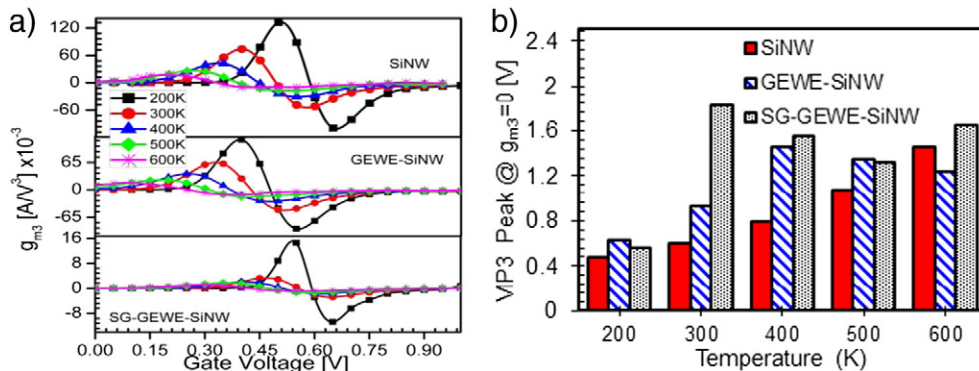 a)
g_m3 [A/V^3] x10^-3
120
60
0
-60
SiNW
200K
300K
400K
500K
600K
65
0
-65
GEWE-SiNW
16
8
0
-8
SG-GEWE-SiNW
0.00 0.15 0.30 0.45 0.60 0.75 0.90
Gate Voltage [V]
b)
VIP3 Peak @ g_m3=0 [V]
2.4
2
1.6
1.2
0.8
0.4
0
SiNW
GEWE-SiNW
SG-GEWE-SiNW
200 300 400 500 600
Temperature (K)